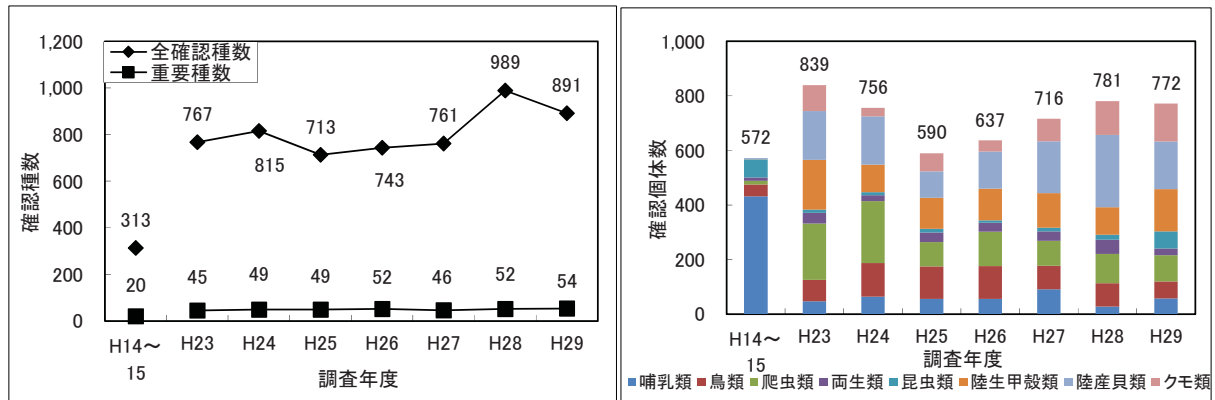 1,200
1,000
800
600
400
200
0
確認種数
全確認種数
重要種数
313
767
815
713
743
761
989
891
20
45
49
49
52
46
52
54
H14～15
H23
H24
H25
H26
H27
H28
H29
調査年度
1,000
800
600
400
200
0
確認個体数
572
839
756
590
637
716
781
772
H14～15
H23
H24
H25
H26
H27
H28
H29
調査年度
哺乳類 鳥類 爬虫類 両生類 昆虫類 陸生甲殻類 陸産貝類 クモ類